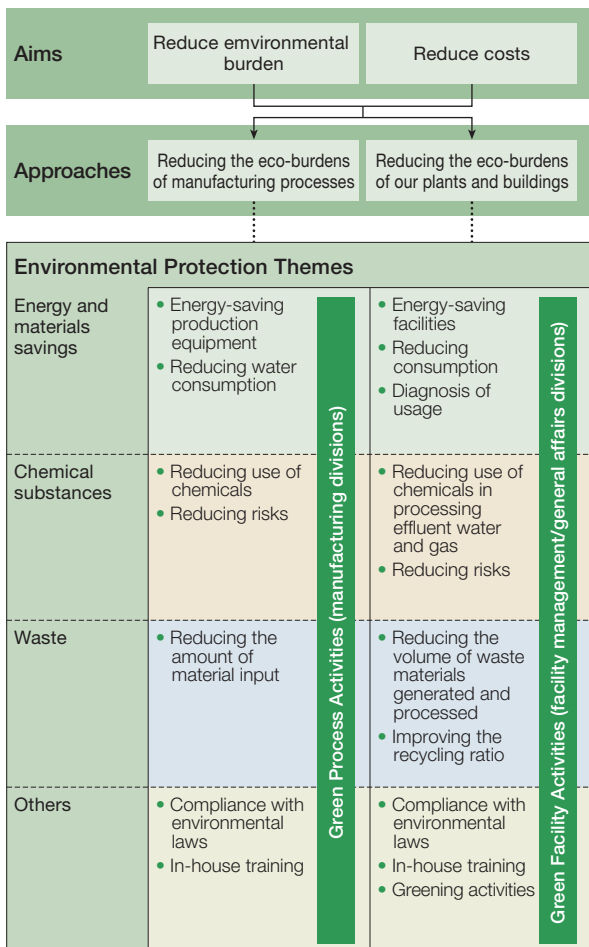 Aims
Reduce emvironmental
burden
Reduce costs
Approaches
Reducing the eco-burdens
of manufacturing processes
Reducing the eco-burdens
of our plants and buildings
Environmental Protection Themes
Energy and
materials
savings
• Energy-saving
production
equipment
• Reducing water
consumption
• Energy-saving
facilities
• Reducing
consumption
• Diagnosis of
usage
Chemical
substances
• Reducing use of
chemicals
• Reducing risks
• Reducing use of
chemicals in
processing
effluent water
and gas
• Reducing risks
Waste
• Reducing the
amount of
material input
• Reducing the
volume of waste
materials
generated and
processed
• Improving the
recycling ratio
Others
• Compliance with
environmental
laws
• In-house training
• Compliance with
environmental
laws
• In-house training
• Greening activities
Green Process Activities (manufacturing divisions)
Green Facility Activities (facility management/general affairs divisions)